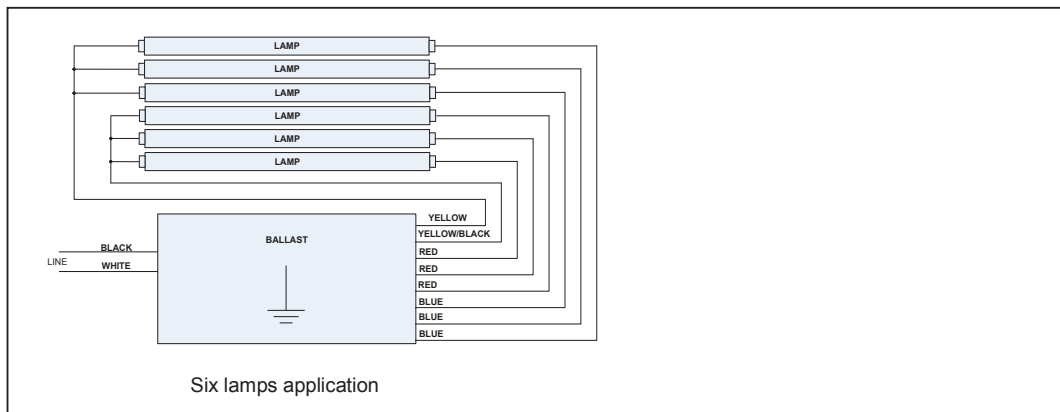 LAMP
LAMP
LAMP
LAMP
LAMP
LAMP
YELLOW
YELLOW/BLACK
BALLAST
BLACK
RED
LINE
WHITE
RED
RED
BLUE
BLUE
BLUE
Six lamps application